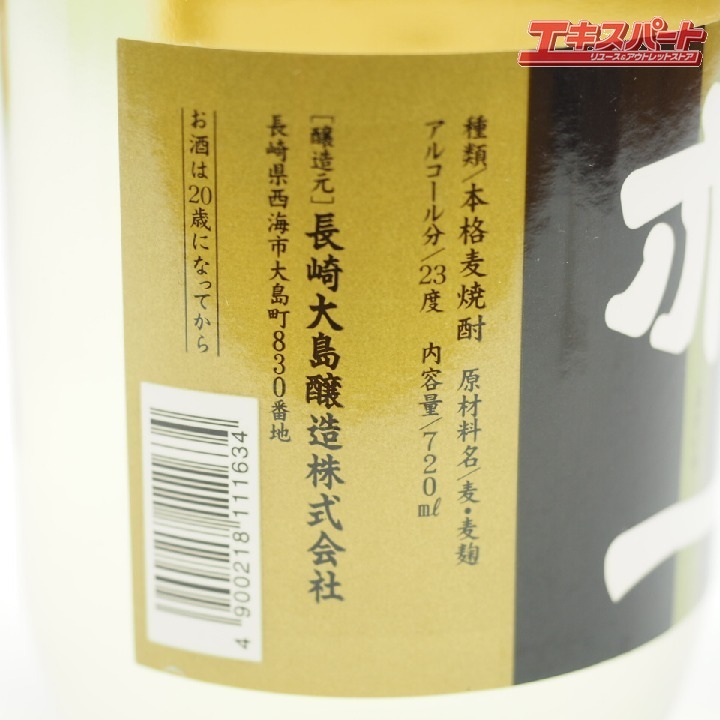 エキスパート
リユース&アウトレットストア
種類/本格麦焼酎 原材料名/麦・麦麹
アルコール分/23度 内容量/720ml
[醸造元]長崎大島醸造株式会社
長崎県西海市大島町830番地
お酒は20歳になってから
4 900218 111634